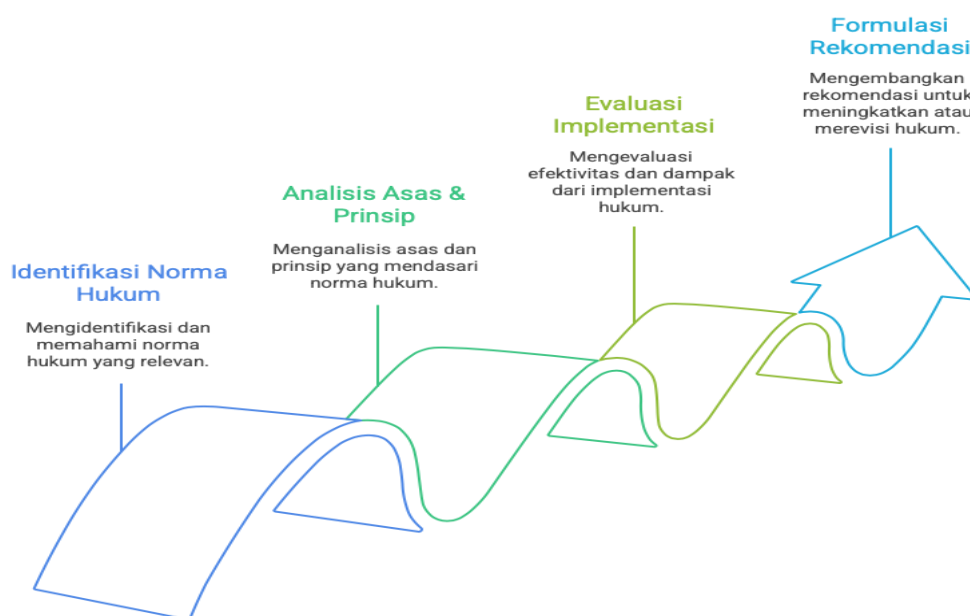 Identifikasi Norma
Hukum
Mengidentifikasi dan
memahami norma
hukum yang relevan.
Analisis Asas &
Prinsip
Menganalisis asas dan
prinsip yang mendasari
norma hukum.
Evaluasi
Implementasi
Mengevaluasi
efektivitas dan dampak
dari implementasi
hukum.
Formulasi
Rekomendasi
Mengembangkan
rekomendasi untuk
meningkatkan atau
merevisi hukum.